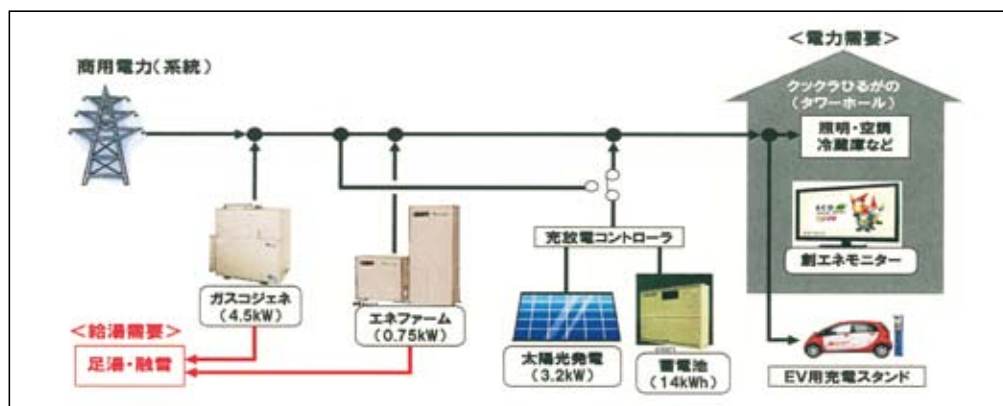 商用電力(系統)
＜電力需要＞
クックラひるがの
(タワーホール)
照明・空調
冷蔵庫など
創エネモニター
充放電コントローラ
ガスコジェネ
(4.5kW)
エネファーム
(0.75kW)
＜給湯需要＞
足湯・融雪
太陽光発電
(3.2kW)
蓄電池
(14kWh)
EV用充電スタンド